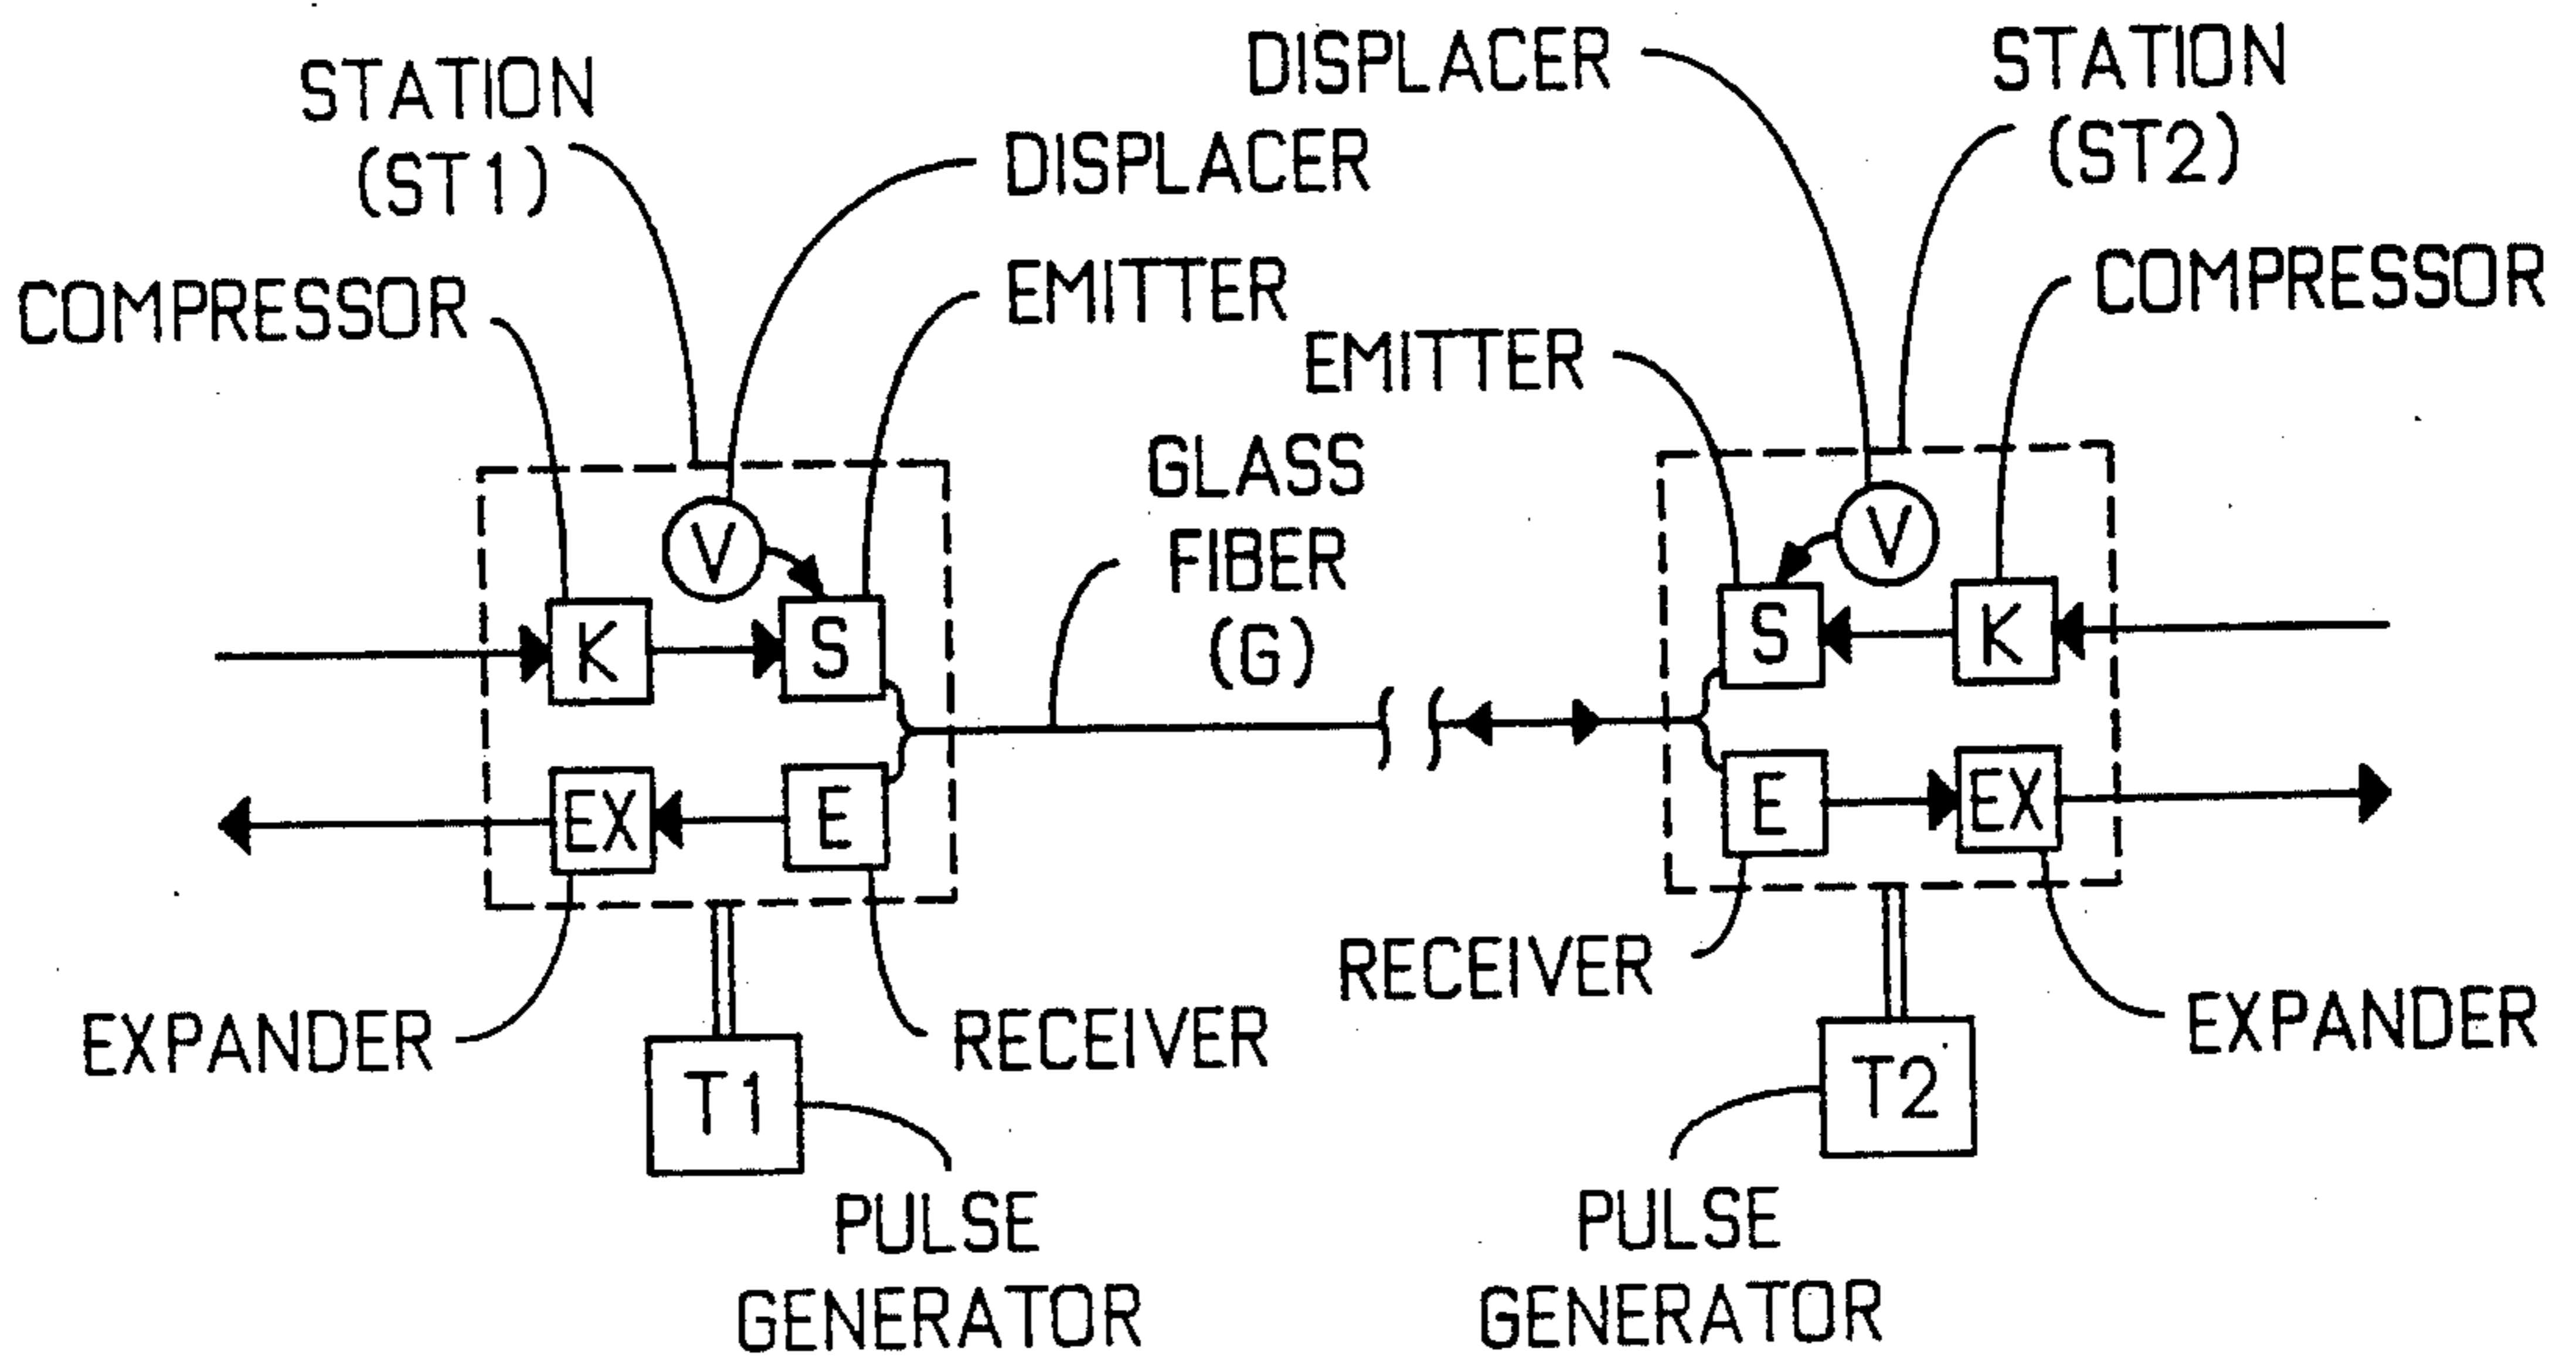 STATION
(ST1)
DISPLACER
STATION
(ST2)
DISPLACER
COMPRESSOR
EMITTER
COMPRESSOR
EMITTER
GLASS
FIBER
(G)
V
V
K
S
S
K
EX
E
E
EX
EXPANDER
RECEIVER
RECEIVER
EXPANDER
T1
T2
PULSE
GENERATOR
PULSE
GENERATOR